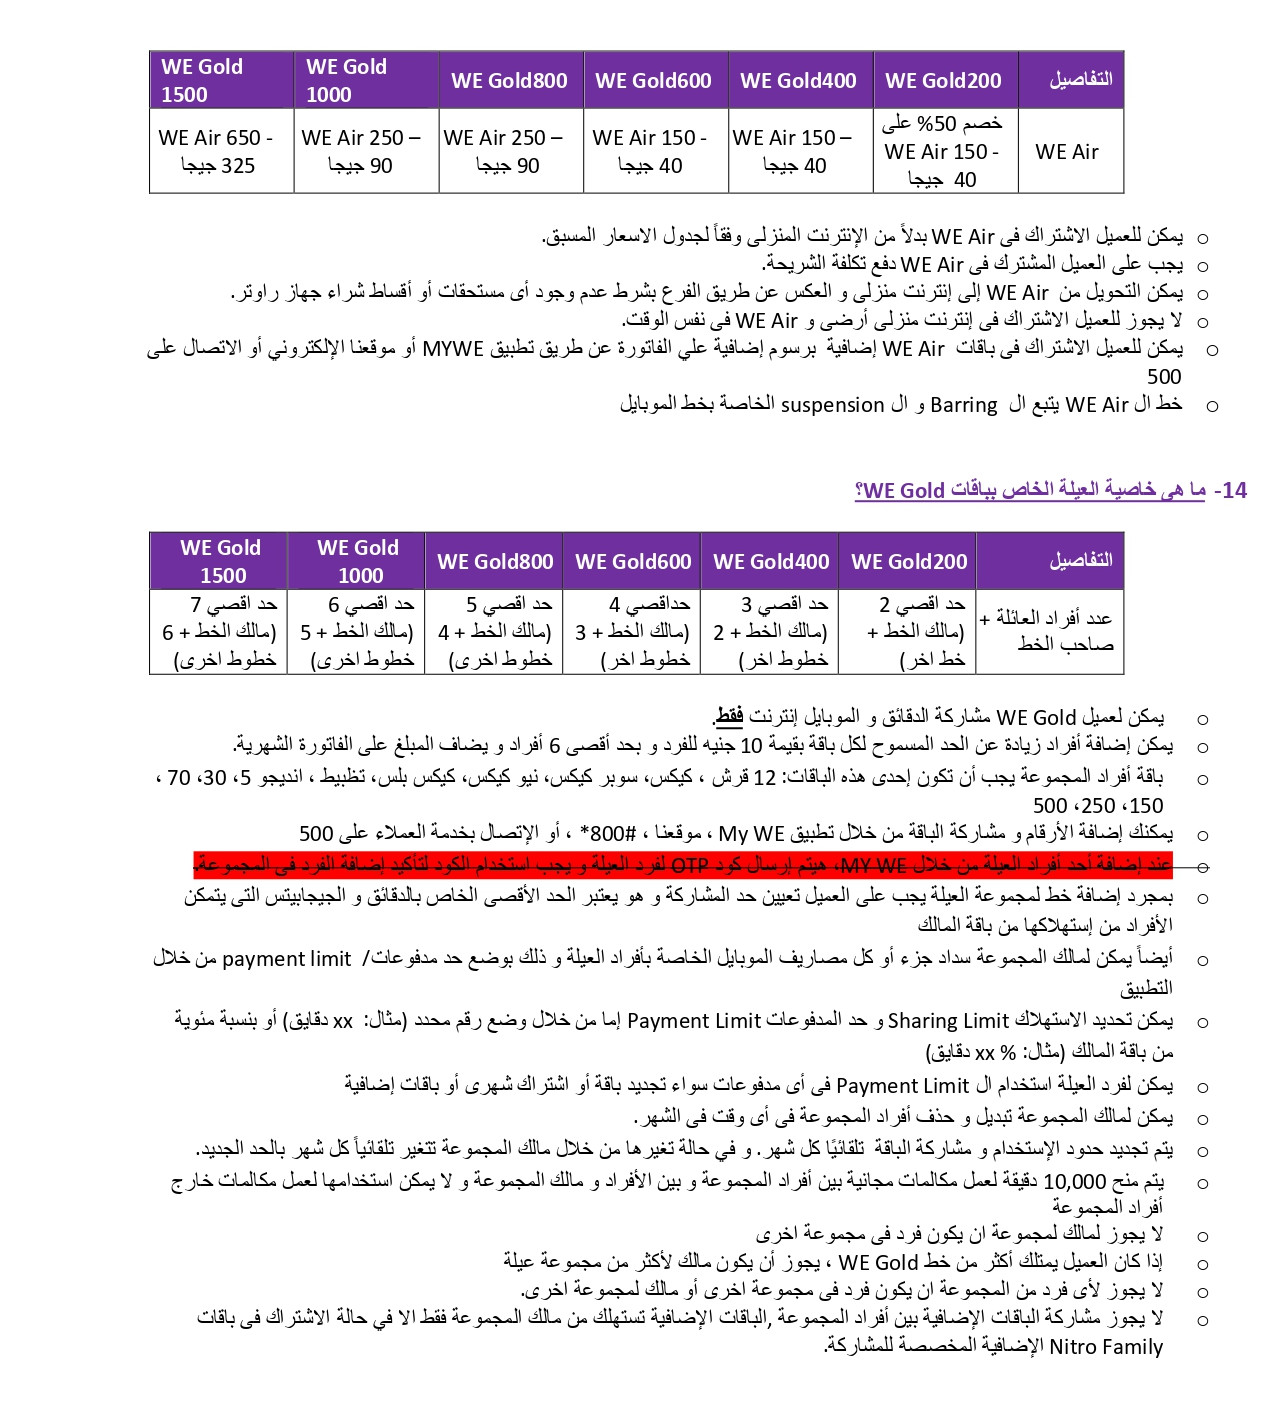 التفاصيل WE Gold200 WE Gold400 WE Gold600 WE Gold800 WE Gold 1000 WE Gold 1500
WE Air
خصم 50% على
WE Air 150 -
40 جيجا
WE Air 150 –
40 جيجا
WE Air 150 -
40 جيجا
WE Air 250 –
90 جيجا
WE Air 250 –
90 جيجا
WE Air 650 -
325 جيجا
o يمكن للعميل الاشتراك فى WE Air بدلاً من الإنترنت المنزلى وفقاً لجدول الاسعار المسبق.
o يجب على العميل المشترك فى WE Air دفع تكلفة الشريحة.
o يمكن التحويل من WE Air إلى إنترنت منزلى و العكس عن طريق الفرع بشرط عدم وجود أى مستحقات أو أقساط شراء جهاز راوتر.
o لا يجوز للعميل الاشتراك فى إنترنت منزلى أرضى و WE Air فى نفس الوقت.
o يمكن للعميل الاشتراك فى باقات WE Air إضافية برسوم إضافية علي الفاتورة عن طريق تطبيق MYWE أو موقعنا الإلكتروني أو الاتصال على
500
o خط ال WE Air يتبع ال Barring و ال suspension الخاصة بخط الموبايل
14- ما هى خاصية العيلة الخاص بباقات WE Gold؟
التفاصيل WE Gold200 WE Gold400 WE Gold600 WE Gold800 WE Gold 1000 WE Gold 1500
عدد أفراد العائلة +
صاحب الخط
حد اقصي 2
(مالك الخط +
خط اخر)
حد اقصي 3
(مالك الخط + 2
خطوط اخر)
حداقصي 4
(مالك الخط + 3
خطوط اخر)
حد اقصي 5
(مالك الخط + 4
خطوط اخرى)
حد اقصي 6
(مالك الخط + 5
خطوط اخرى)
حد اقصي 7
(مالك الخط + 6
خطوط اخرى)
o يمكن لعميل WE Gold مشاركة الدقائق و الموبايل إنترنت فقط.
o يمكن إضافة أفراد زيادة عن الحد المسموح لكل باقة بقيمة 10 جنيه للفرد و بحد أقصى 6 أفراد و يضاف المبلغ على الفاتورة الشهرية.
o باقة أفراد المجموعة يجب أن تكون إحدى هذه الباقات: 12 قرش ، كيكس، سوبر كيكس، نيو كيكس، كيكس بلس، تظبيط ، انديجو 5، 30، 70 ،
150، 250، 500
o يمكنك إضافة الأرقام و مشاركة الباقة من خلال تطبيق My WE ، موقعنا ، #800* ، أو الإتصال بخدمة العملاء على 500
o عند إضافة أحد أفراد العيلة من خلال MY WE، هيتم إرسال كود OTP لفرد العيلة و يجب استخدام الكود لتأكيد إضافة الفرد فى المجموعة.
o بمجرد إضافة خط لمجموعة العيلة يجب على العميل تعيين حد المشاركة و هو يعتبر الحد الأقصى الخاص بالدقائق و الجيجابيتس التى يتمكن
الأفراد من إستهلاكها من باقة المالك
o أيضاً يمكن لمالك المجموعة سداد جزء أو كل مصاريف الموبايل الخاصة بأفراد العيلة و ذلك بوضع حد مدفوعات/ payment limit من خلال
التطبيق
o يمكن تحديد الاستهلاك Sharing Limit و حد المدفوعات Payment Limit إما من خلال وضع رقم محدد (مثال: xx دقايق) أو بنسبة مئوية
من باقة المالك (مثال: % xx دقايق)
o يمكن لفرد العيلة استخدام ال Payment Limit فى أى مدفوعات سواء تجديد باقة أو اشتراك شهرى أو باقات إضافية
o يمكن لمالك المجموعة تبديل و حذف أفراد المجموعة فى أى وقت فى الشهر.
o يتم تجديد حدود الإستخدام و مشاركة الباقة تلقائيًا كل شهر. و في حالة تغيرها من خلال مالك المجموعة تتغير تلقائياً كل شهر بالحد الجديد.
o يتم منح 10,000 دقيقة لعمل مكالمات مجانية بين أفراد المجموعة و بين الأفراد و مالك المجموعة و لا يمكن استخدامها لعمل مكالمات خارج
أفراد المجموعة
o لا يجوز لمالك لمجموعة ان يكون فرد فى مجموعة اخرى
o إذا كان العميل يمتلك أكثر من خط WE Gold ، يجوز أن يكون مالك لأكثر من مجموعة عيلة
o لا يجوز لأى فرد من المجموعة ان يكون فرد فى مجموعة اخرى أو مالك لمجموعة اخرى.
o لا يجوز مشاركة الباقات الإضافية بين أفراد المجموعة ,الباقات الإضافية تستهلك من مالك المجموعة فقط الا في حالة الاشتراك فى باقات
Nitro Family الإضافية المخصصة للمشاركة.